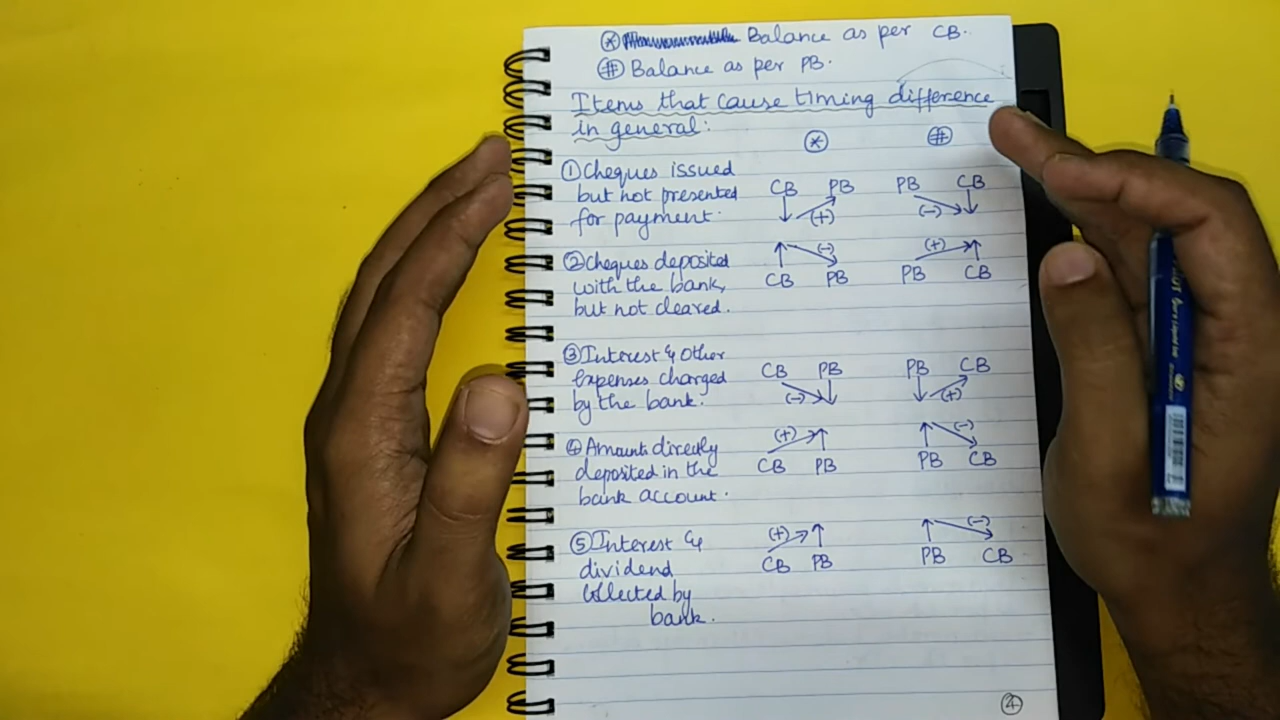 * Balance as per CB.
# Balance as per PB.
Items that cause timing difference
in general:
* #
① Cheques issued
but not presented
for payment.
CB PB PB CB
(+) (-)
② Cheques deposited
with the bank,
but not cleared.
(-) (+)
CB PB PB CB
③ Interest & other
expenses charged
by the bank.
CB PB PB CB
(-) (+)
④ Amount directly
deposited in the
bank account.
(+) (-)
CB PB PB CB
⑤ Interest &
dividend
collected by
bank.
(+) (-)
CB PB PB CB
④